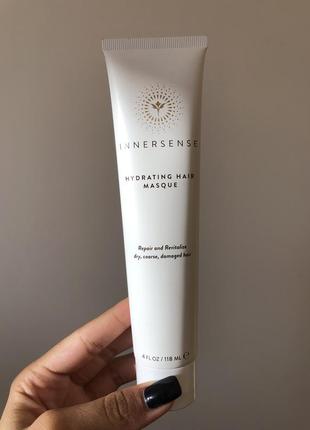 INNERSENSE
HYDRATING HAIR
MASQUE
Repair and Revitalize
dry, coarse, damaged hair
4 FL OZ / 118 ML ℮